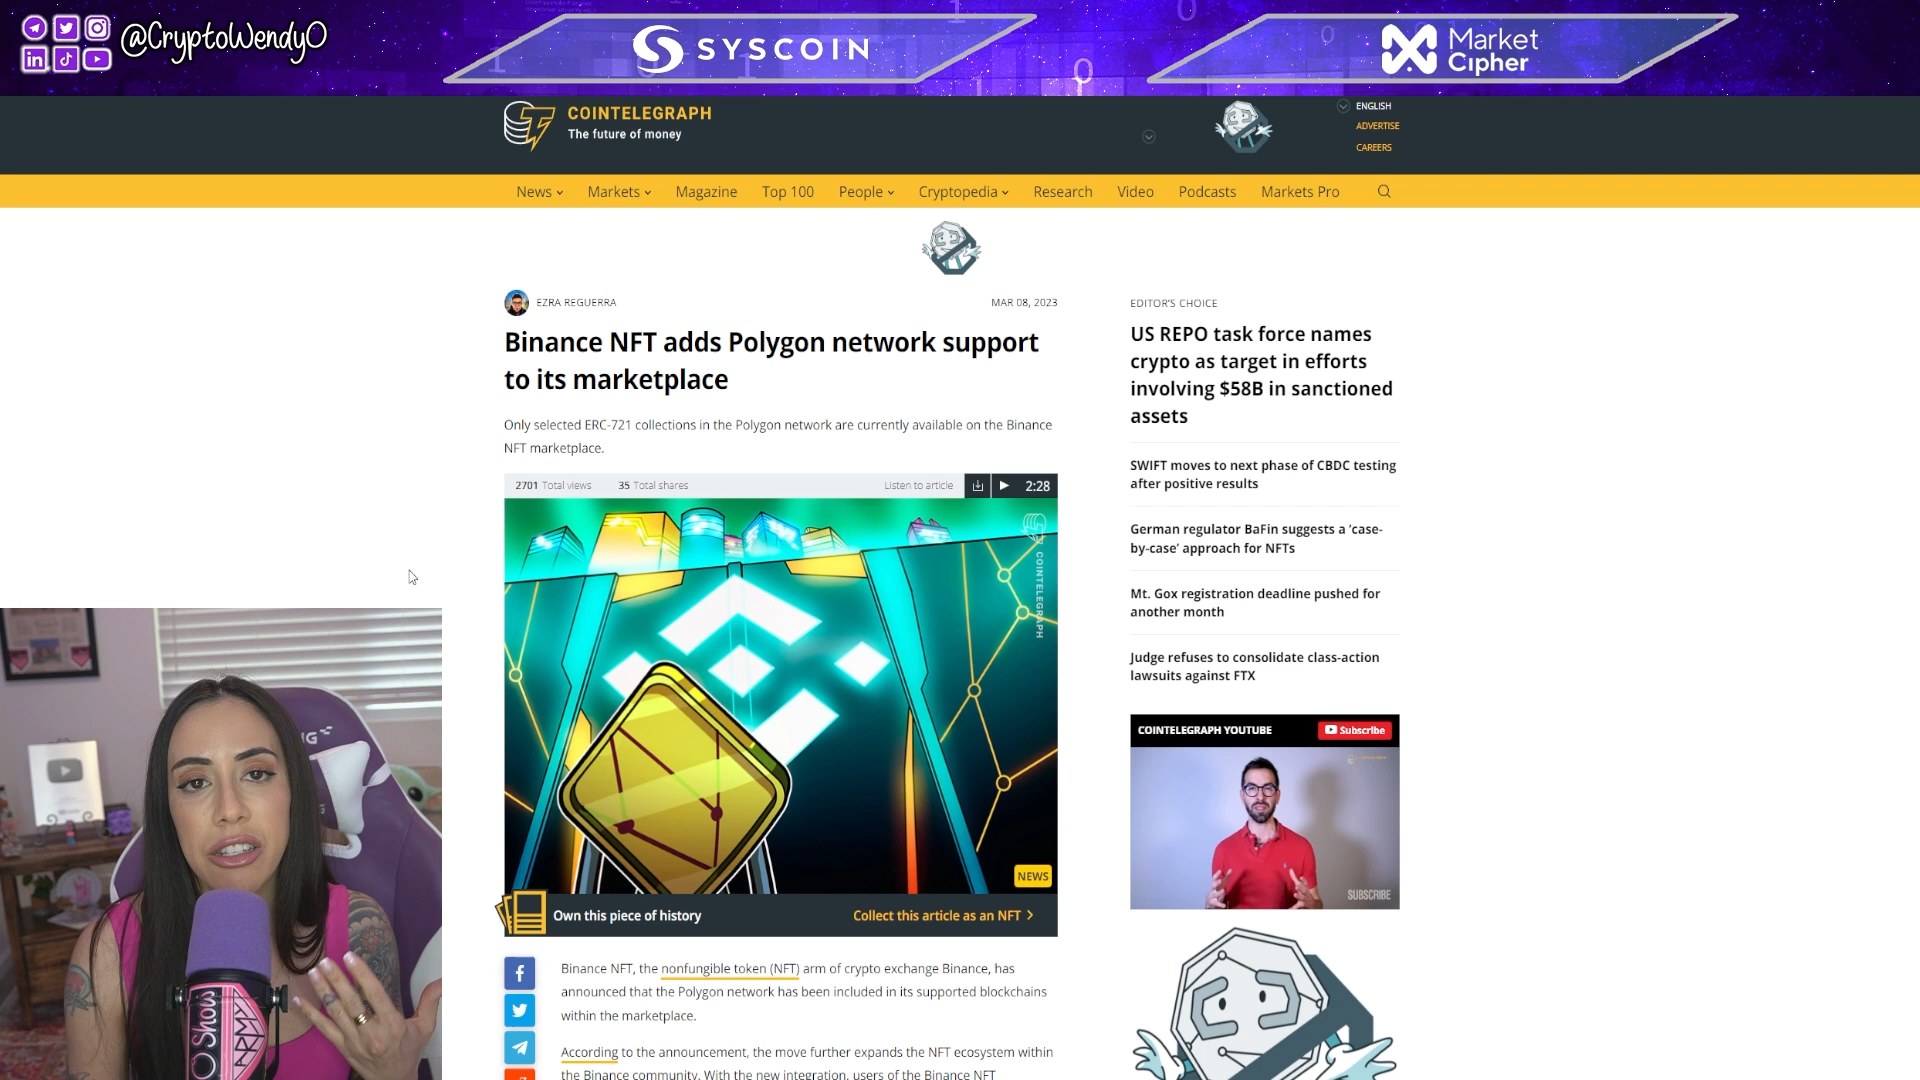 @CryptoWendyO
SYSCOIN
Market
Cipher
COINTELEGRAPH
The future of money
ENGLISH
ADVERTISE
CAREERS
News
Markets
Magazine
Top 100
People
Cryptopedia
Research
Video
Podcasts
Markets Pro
EZRA REGUERRA
MAR 08, 2023
Binance NFT adds Polygon network support
to its marketplace
Only selected ERC-721 collections in the Polygon network are currently available on the Binance
NFT marketplace.
2701 Total views
35 Total shares
Listen to article
2:28
COINTELEGRAPH
NEWS
Own this piece of history
Collect this article as an NFT
Binance NFT, the nonfungible token (NFT) arm of crypto exchange Binance, has
announced that the Polygon network has been included in its supported blockchains
within the marketplace.
According to the announcement, the move further expands the NFT ecosystem within
the Binance community. With the new integration, users of the Binance NFT
EDITOR'S CHOICE
US REPO task force names
crypto as target in efforts
involving $58B in sanctioned
assets
SWIFT moves to next phase of CBDC testing
after positive results
German regulator BaFin suggests a ‘case-
by-case’ approach for NFTs
Mt. Gox registration deadline pushed for
another month
Judge refuses to consolidate class-action
lawsuits against FTX
COINTELEGRAPH YOUTUBE
Subscribe
SUBSCRIBE
O Show
ARMY